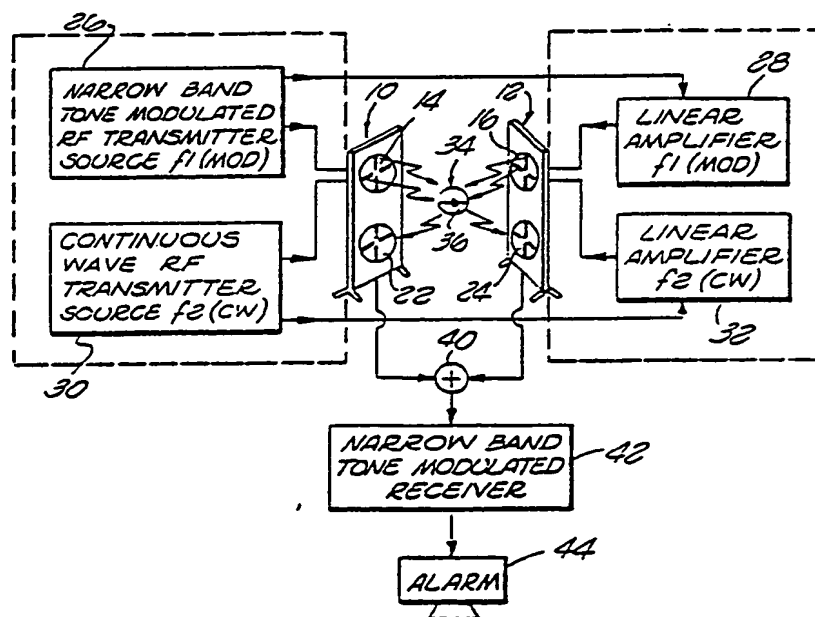 26
NARROW BAND
TONE MODULATED
RF TRANSMITTER
SOURCE f1 (MOD)
10
14
12
16
34
36
28
LINEAR
AMPLIFIER
f1 (MOD)
CONTINUOUS
WAVE RF
TRANSMITTER
SOURCE f2 (CW)
30
22
24
LINEAR
AMPLIFIER
f2 (CW)
32
40
+
NARROW BAND
TONE MODULATED
RECEIVER
42
ALARM
44